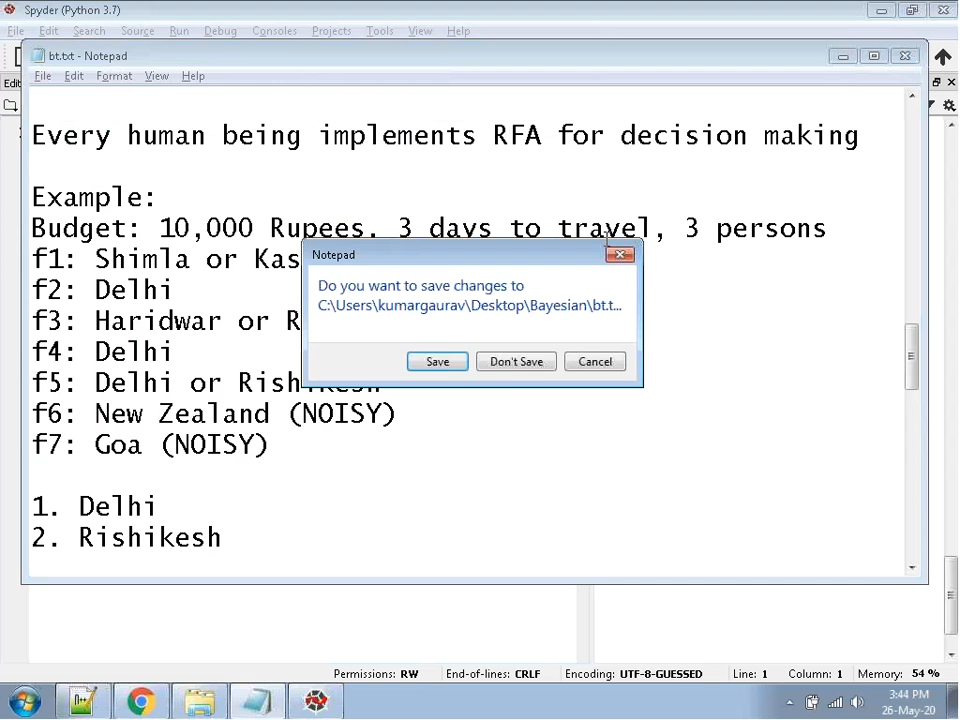 Spyder (Python 3.7)
File Edit Search Source Run Debug Consoles Projects Tools View Help
bt.txt - Notepad
File Edit Format View Help
Every human being implements RFA for decision making
Example:
Budget: 10,000 Rupees, 3 days to travel, 3 persons
f1: Shimla or Kas
f2: Delhi
f3: Haridwar or R
f4: Delhi
f5: Delhi or Rishikesh
f6: New Zealand (NOISY)
f7: Goa (NOISY)
1. Delhi
2. Rishikesh
Notepad
Do you want to save changes to
C:\Users\kumargaurav\Desktop\Bayesian\bt.t...
Save Don't Save Cancel
Permissions: RW End-of-lines: CRLF Encoding: UTF-8-GUESSED Line: 1 Column: 1 Memory: 54 %
3:44 PM
26-May-20